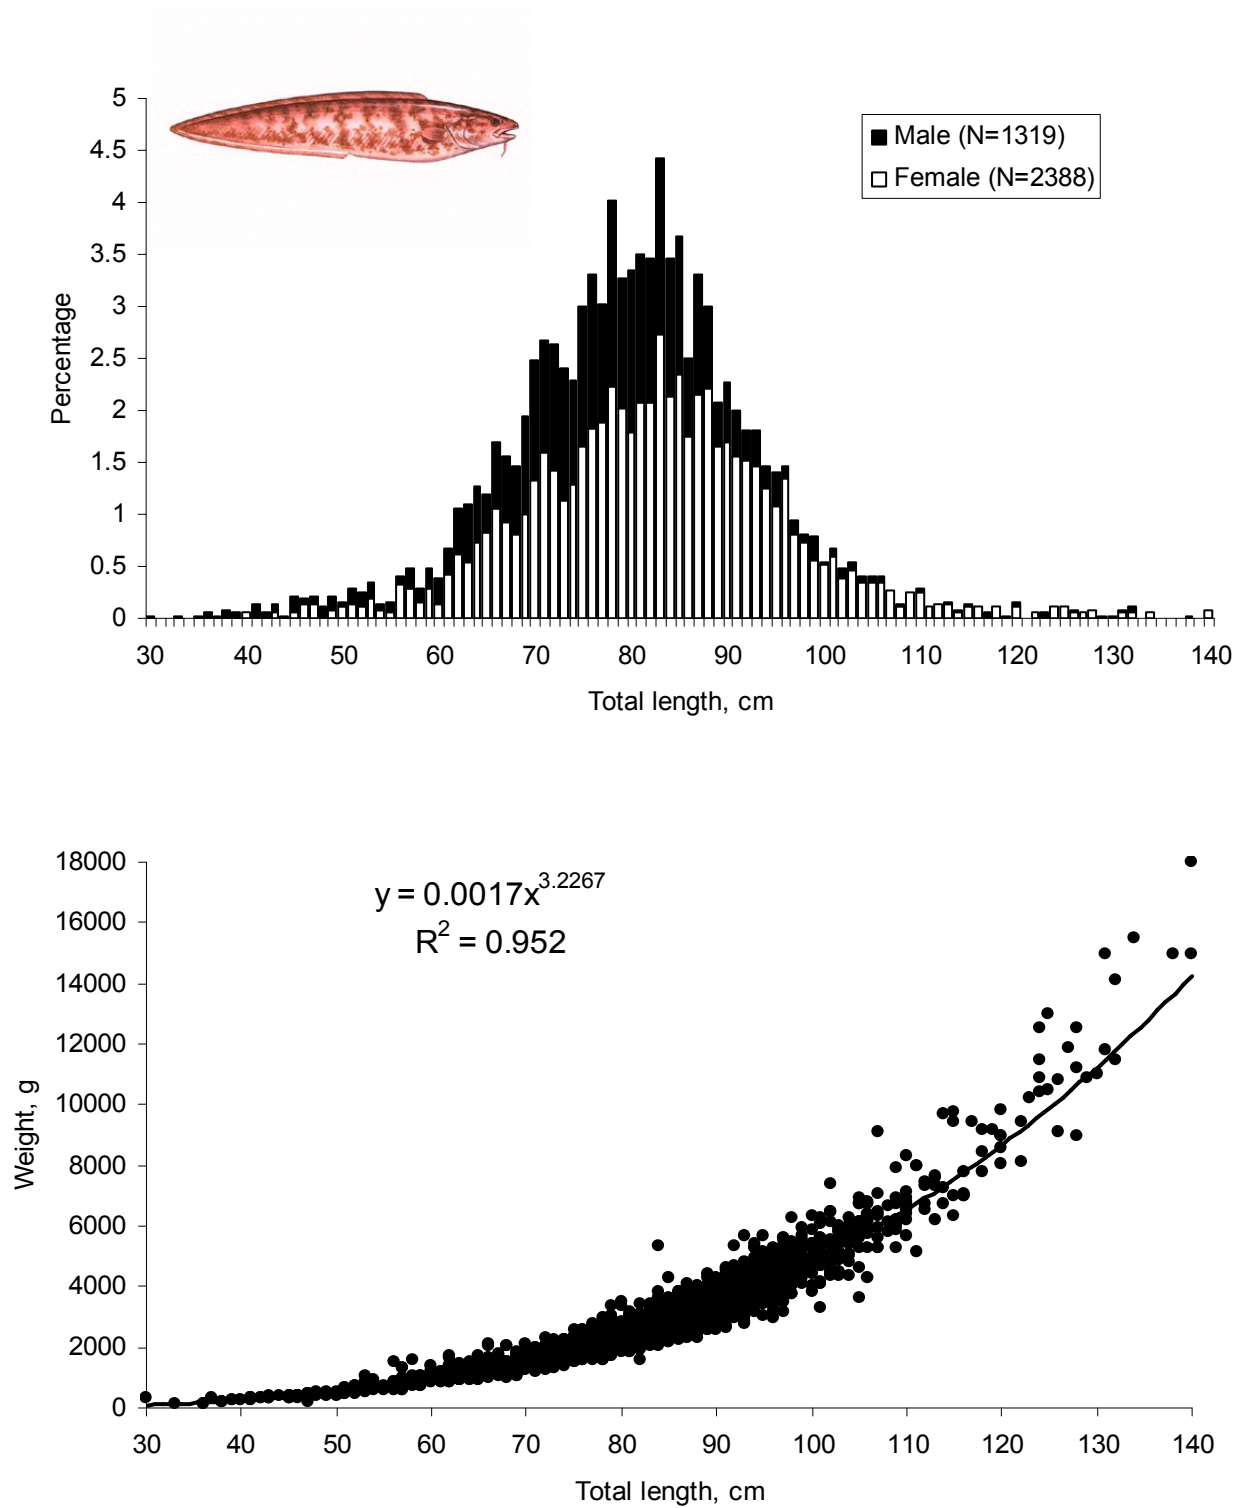 5
4.5
4
3.5
3
2.5
2
1.5
1
0.5
0
Percentage
Male (N=1319)
Female (N=2388)
30 40 50 60 70 80 90 100 110 120 130 140
Total length, cm
18000
16000
14000
12000
10000
8000
6000
4000
2000
0
Weight, g
y = 0.0017x^3.2267
R^2 = 0.952
30 40 50 60 70 80 90 100 110 120 130 140
Total length, cm